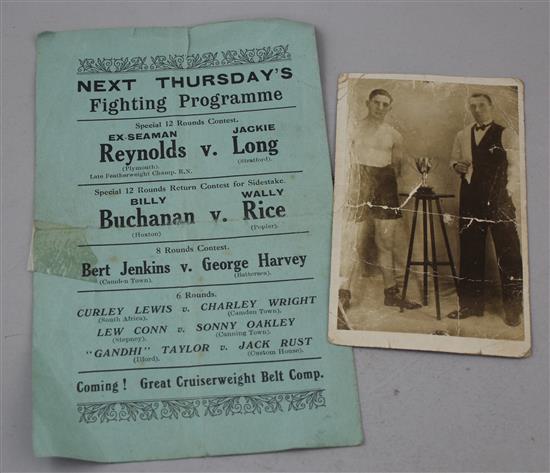 NEXT THURSDAY'S
Fighting Programme
Special 12 Rounds Contest.
EX-SEAMAN JACKIE
Reynolds v. Long
(Plymouth). (Stratford).
Late Featherweight Champ. R.N.
Special 12 Rounds Return Contest for Sidestake.
BILLY WALLY
Buchanan v. Rice
(Hoxton) (Poplar).
8 Rounds Contest.
Bert Jenkins v. George Harvey
(Camden Town). (Battersea).
6 Rounds.
CURLEY LEWIS v. CHARLEY WRIGHT
(South Africa). (Camden Town).
LEW CONN v. SONNY OAKLEY
(Stepney). (Canning Town).
"GANDHI" TAYLOR v. JACK RUST
(Ilford). (Custom House).
Coming! Great Cruiserweight Belt Comp.